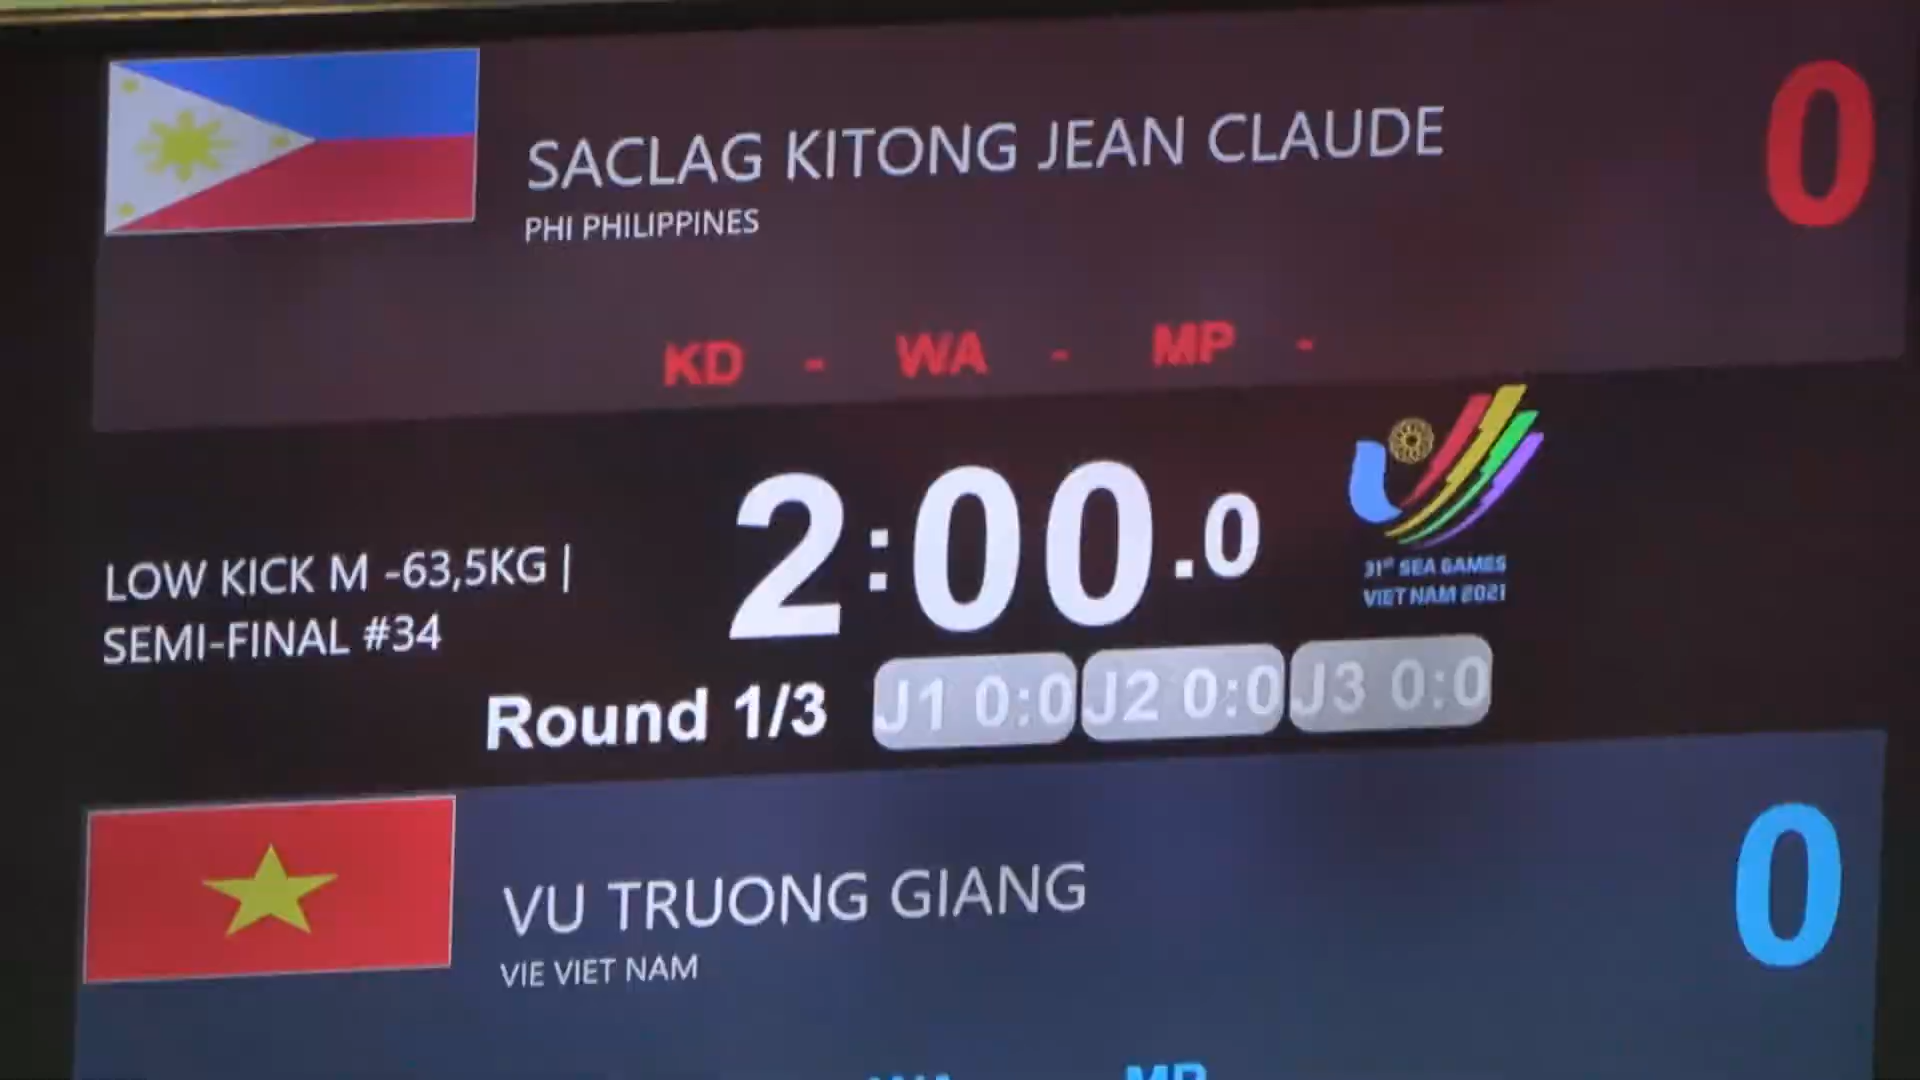 SACLAG KITONG JEAN CLAUDE
0
PHI PHILIPPINES
KD - WA - MP -
2:00.0
LOW KICK M -63,5KG |
SEMI-FINAL #34
31st SEA GAMES
VIET NAM 2021
Round 1/3
J1 0:0
J2 0:0
J3 0:0
VU TRUONG GIANG
0
VIE VIET NAM
WA MP